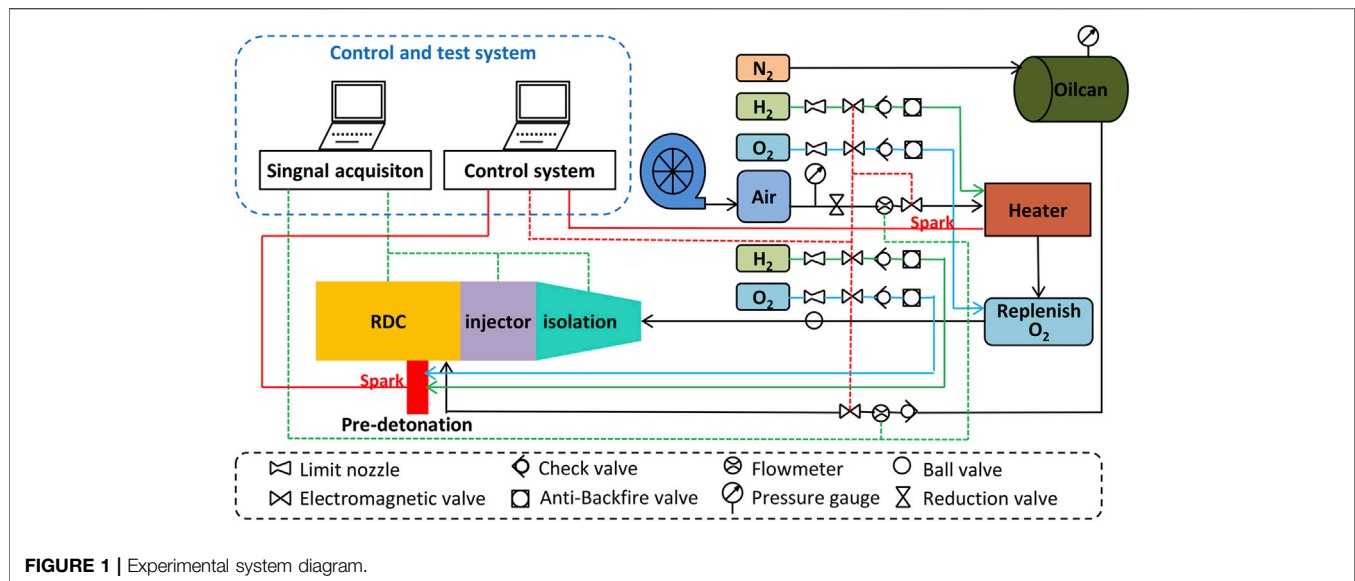 Control and test system
Singnal acquisiton
Control system
N2
H2
O2
Air
Oilcan
Spark
Heater
H2
O2
Replenish
O2
RDC
injector
isolation
Spark
Pre-detonation
Limit nozzle
Check valve
Flowmeter
Ball valve
Electromagnetic valve
Anti-Backfire valve
Pressure gauge
Reduction valve
FIGURE 1 | Experimental system diagram.